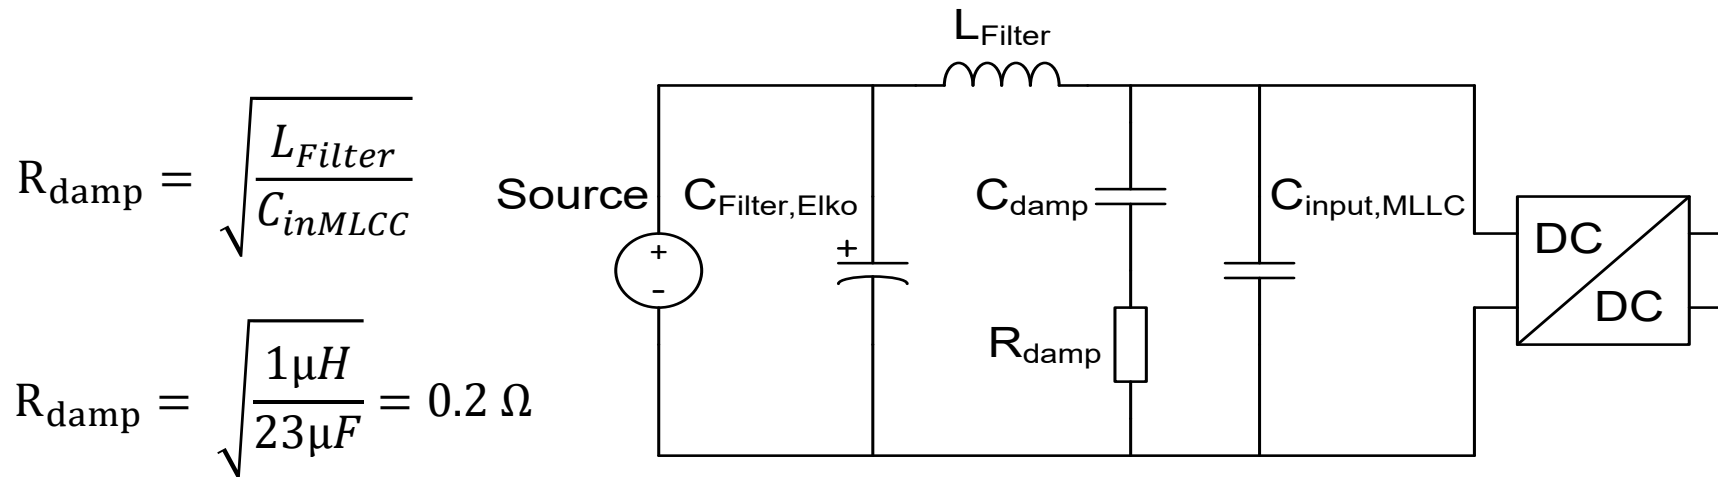 L_Filter
R_damp = √(L_Filter / C_inMLCC)
Source
+
-
C_Filter,Elko
+
C_damp
R_damp
C_input,MLLC
DC
DC
R_damp = √(1µH / 23µF) = 0.2 Ω